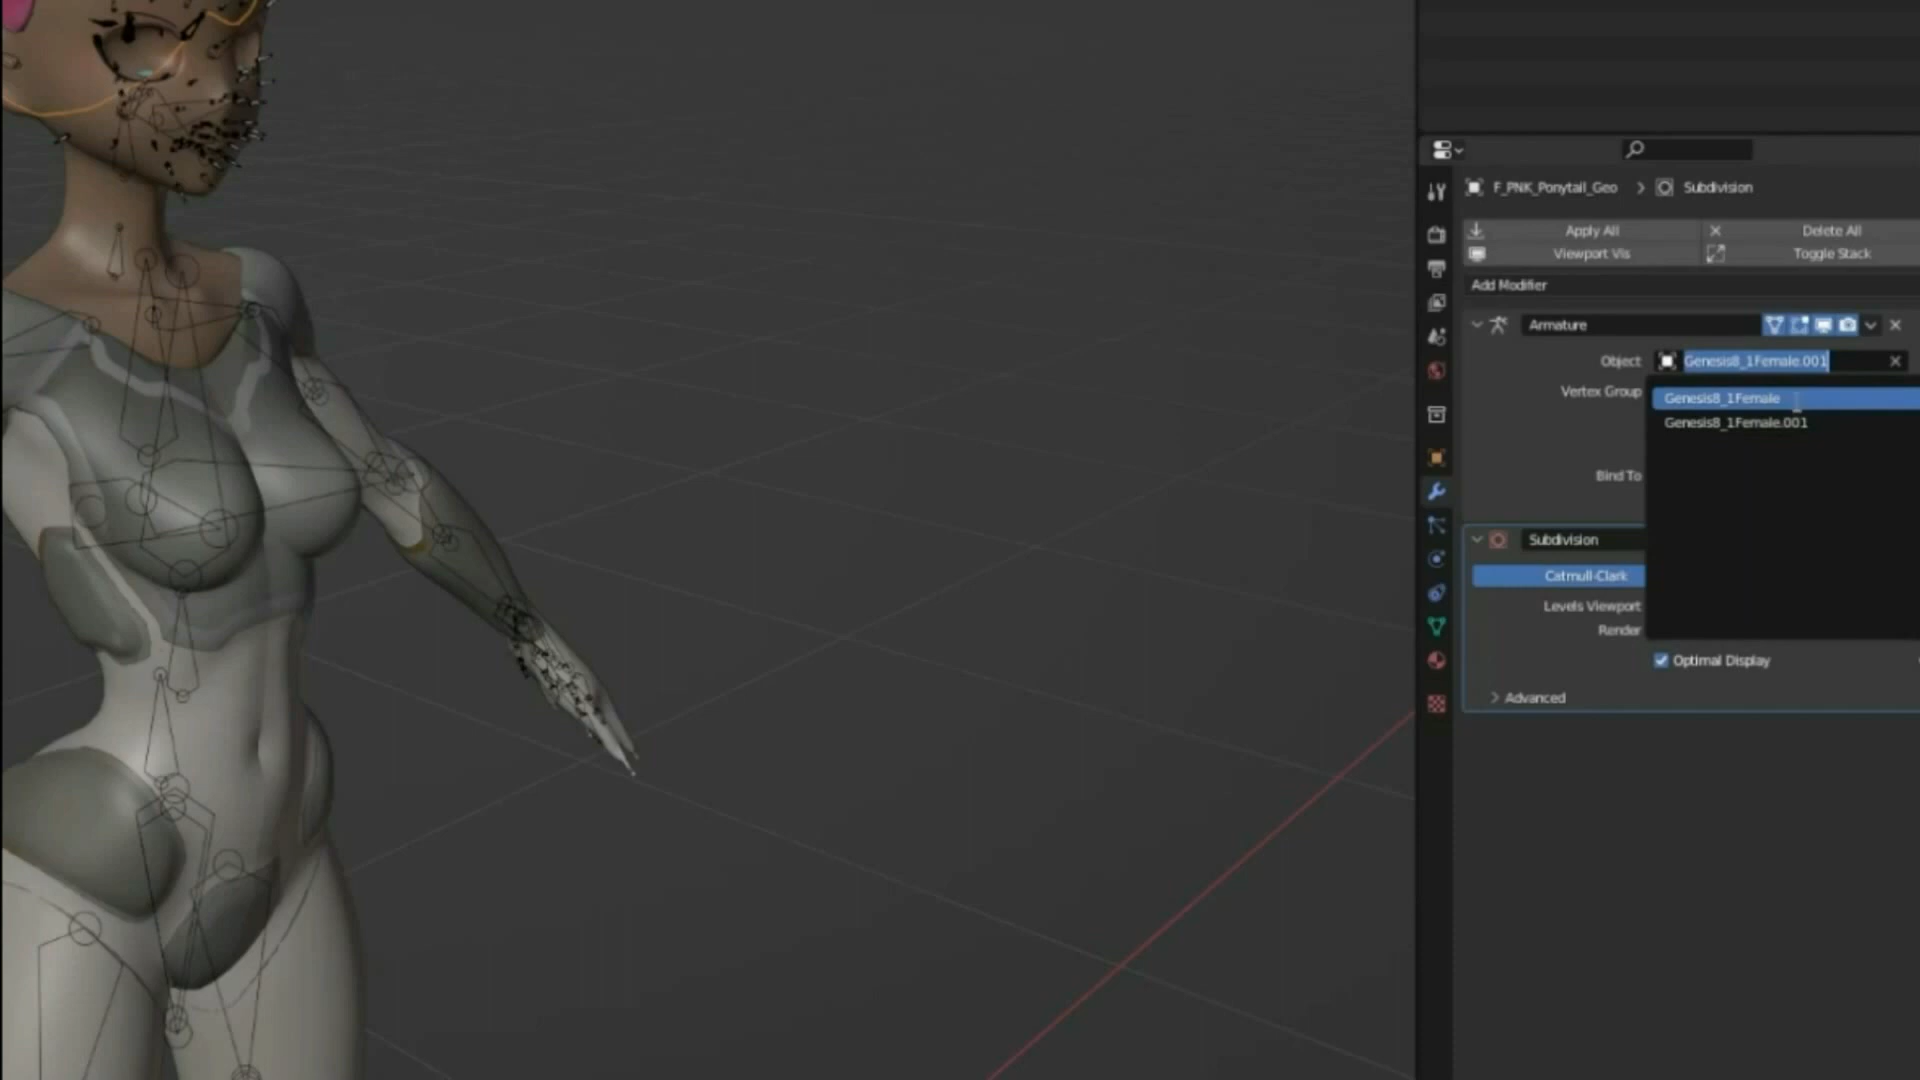 F_PNK_Ponytail_Geo > Subdivision
Apply All
Delete All
Viewport Vis
Toggle Stack
Add Modifier
Armature
Object
Genesis8_1Female.001
Vertex Group
Genesis8_1Female
Genesis8_1Female.001
Bind To
Subdivision
Catmull-Clark
Levels Viewport
Render
Optimal Display
Advanced